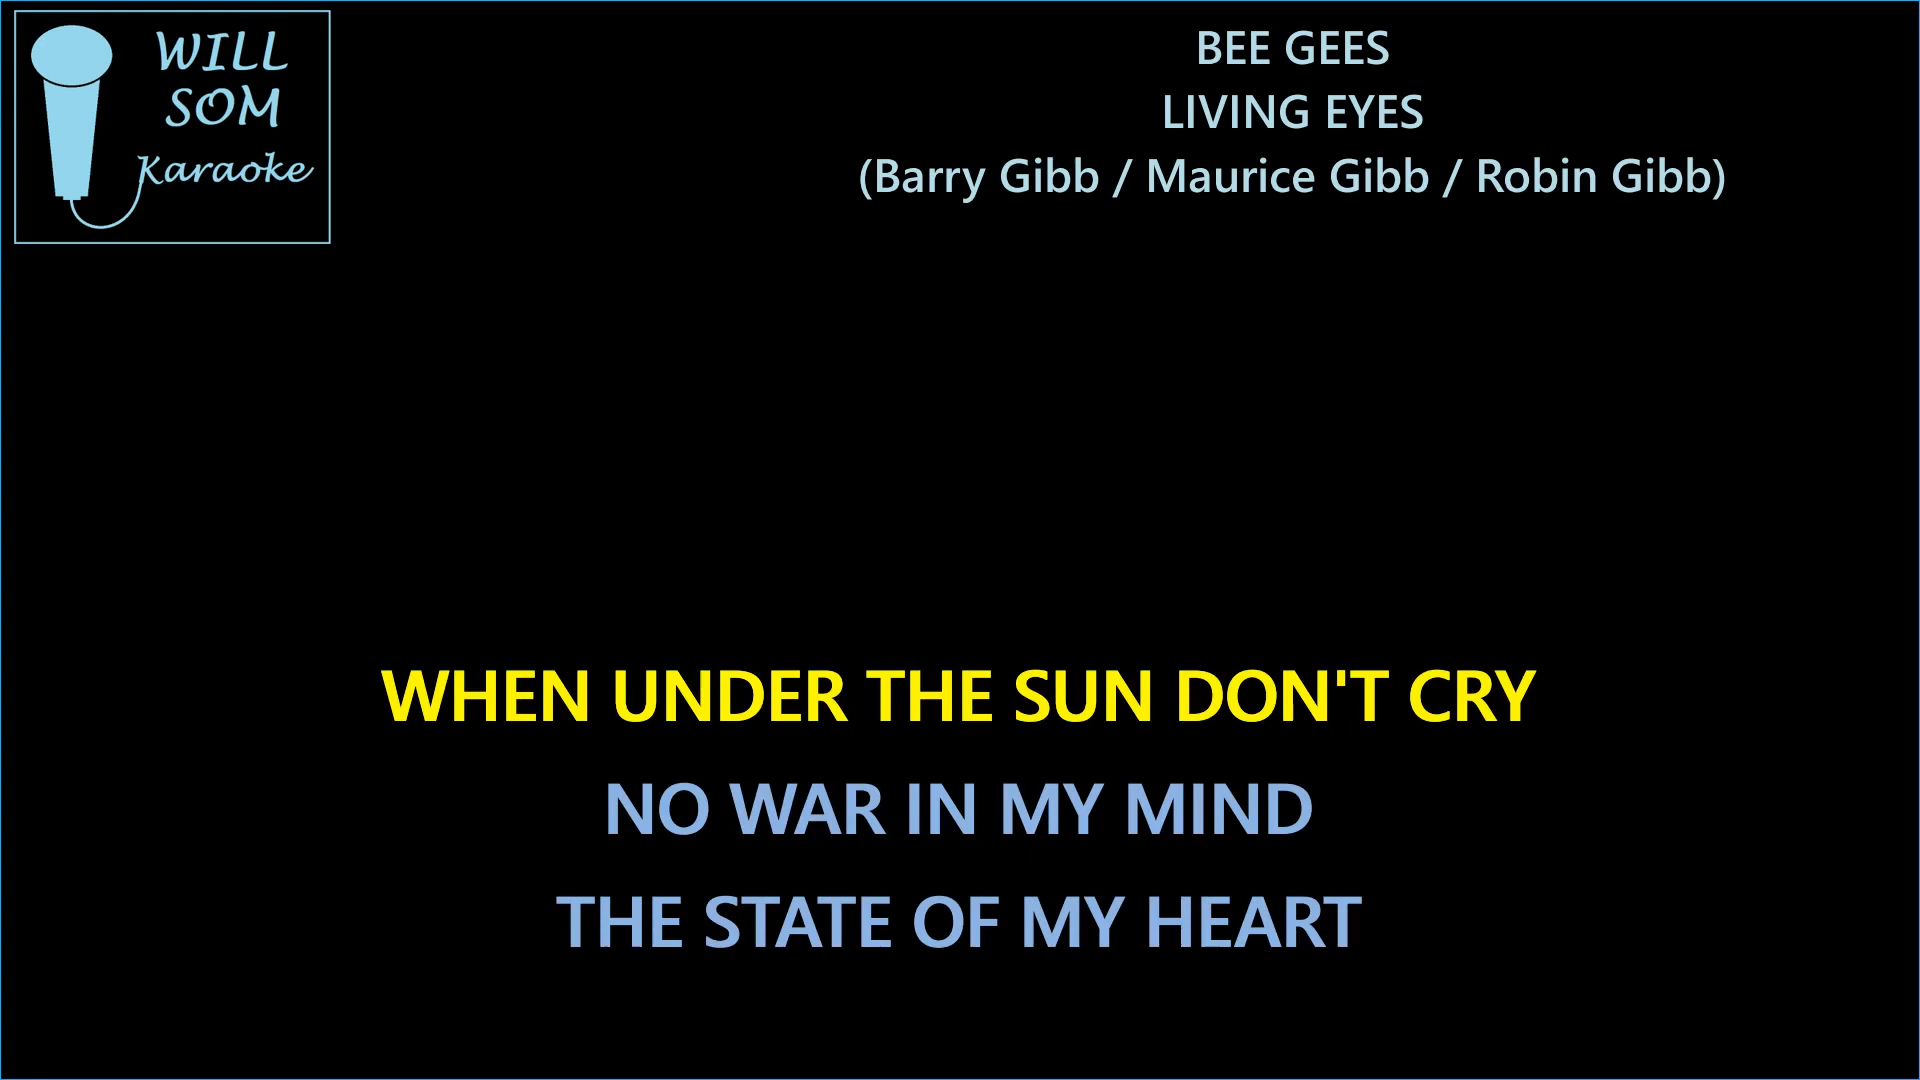 WILL
SOM
Karaoke
BEE GEES
LIVING EYES
(Barry Gibb / Maurice Gibb / Robin Gibb)
WHEN UNDER THE SUN DON'T CRY
NO WAR IN MY MIND
THE STATE OF MY HEART